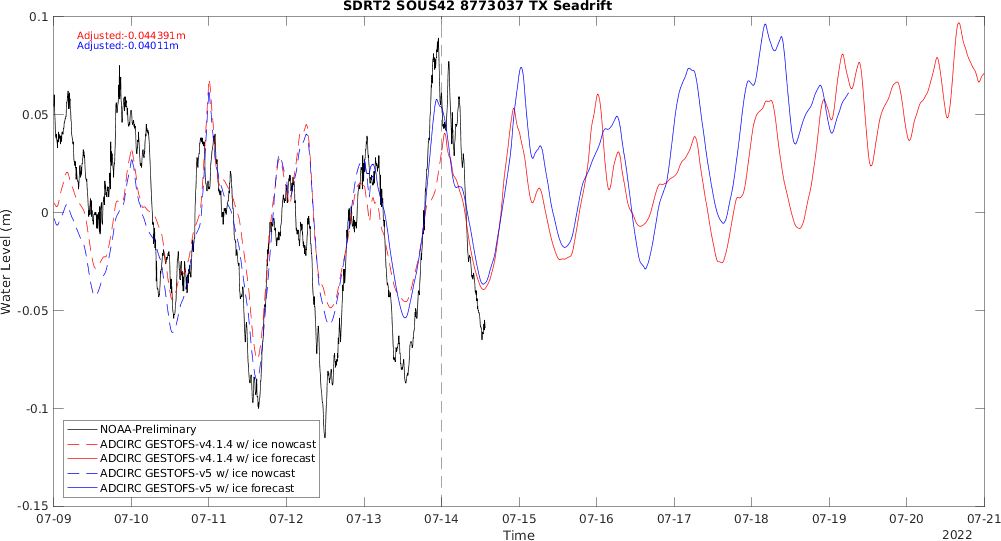 SDRT2 SOUS42 8773037 TX Seadrift
Adjusted:-0.044391m
Adjusted:-0.04011m
0.1
0.05
0
-0.05
-0.1
-0.15
Water Level (m)
NOAA-Preliminary
ADCIRC GESTOFS-v4.1.4 w/ ice nowcast
ADCIRC GESTOFS-v4.1.4 w/ ice forecast
ADCIRC GESTOFS-v5 w/ ice nowcast
ADCIRC GESTOFS-v5 w/ ice forecast
07-09 07-10 07-11 07-12 07-13 07-14 07-15 07-16 07-17 07-18 07-19 07-20 07-21
Time
2022